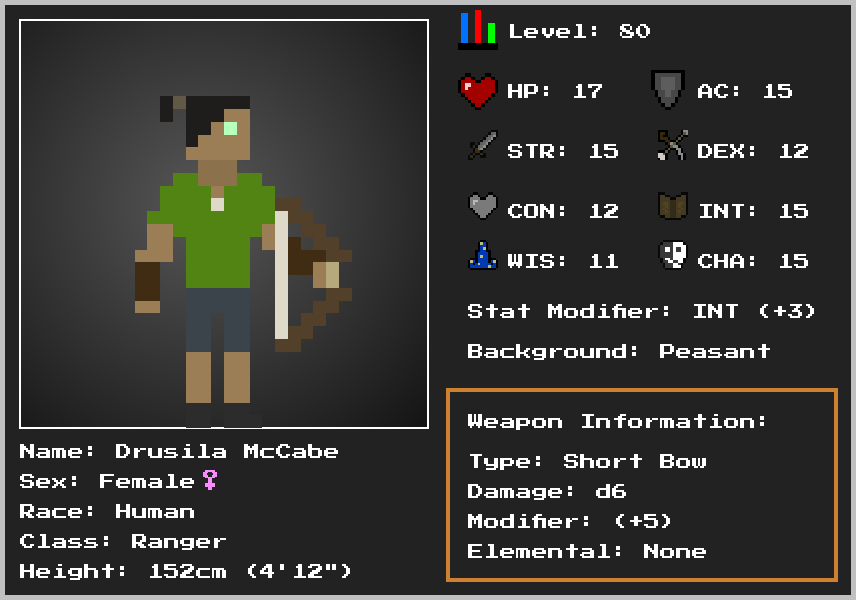 Level: 80
HP: 17
AC: 15
STR: 15
DEX: 12
CON: 12
INT: 15
WIS: 11
CHA: 15
Stat Modifier: INT (+3)
Background: Peasant
Weapon Information:
Type: Short Bow
Damage: d6
Modifier: (+5)
Elemental: None
Name: Drusila McCabe
Sex: Female♀
Race: Human
Class: Ranger
Height: 152cm (4'12")